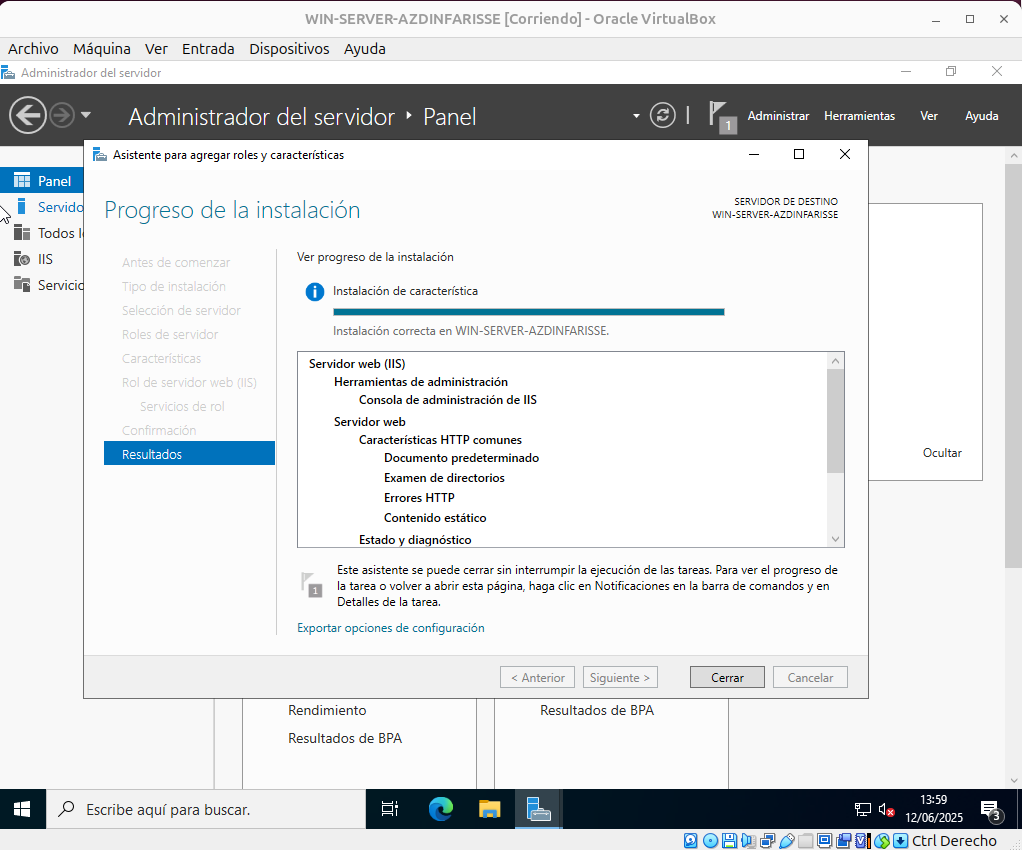 WIN-SERVER-AZDINFARISSE [Corriendo] - Oracle VirtualBox
Archivo Máquina Ver Entrada Dispositivos Ayuda
Administrador del servidor
Administrador del servidor Panel
1 Administrar Herramientas Ver Ayuda
Asistente para agregar roles y características
Panel
Servido
Todos l
IIS
Servicio
Progreso de la instalación
SERVIDOR DE DESTINO
WIN-SERVER-AZDINFARISSE
Antes de comenzar
Tipo de instalación
Selección de servidor
Roles de servidor
Características
Rol de servidor web (IIS)
Servicios de rol
Confirmación
Resultados
Ver progreso de la instalación
Instalación de característica
Instalación correcta en WIN-SERVER-AZDINFARISSE.
Servidor web (IIS)
Herramientas de administración
Consola de administración de IIS
Servidor web
Características HTTP comunes
Documento predeterminado
Examen de directorios
Errores HTTP
Contenido estático
Estado y diagnóstico
1
Este asistente se puede cerrar sin interrumpir la ejecución de las tareas. Para ver el progreso de
la tarea o volver a abrir esta página, haga clic en Notificaciones en la barra de comandos y en
Detalles de la tarea.
Exportar opciones de configuración
< Anterior Siguiente > Cerrar Cancelar
Ocultar
Rendimiento
Resultados de BPA
Resultados de BPA
Escribe aquí para buscar.
13:59
12/06/2025
3
Ctrl Derecho